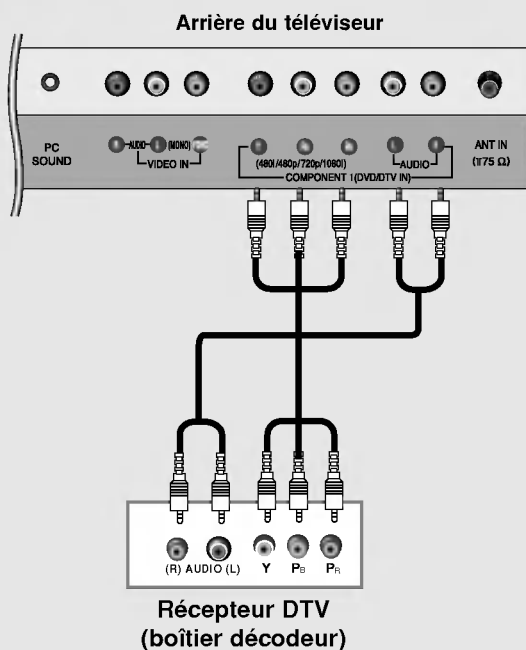 Arrière du téléviseur
PC SOUND
AUDIO (MONO)
VIDEO IN
(480i/480p/720p/1080i)
AUDIO
COMPONENT 1(DVD/DTV IN)
ANT IN (π75 Ω)
(R) AUDIO (L) Y PB PR
Récepteur DTV
(boîtier décodeur)